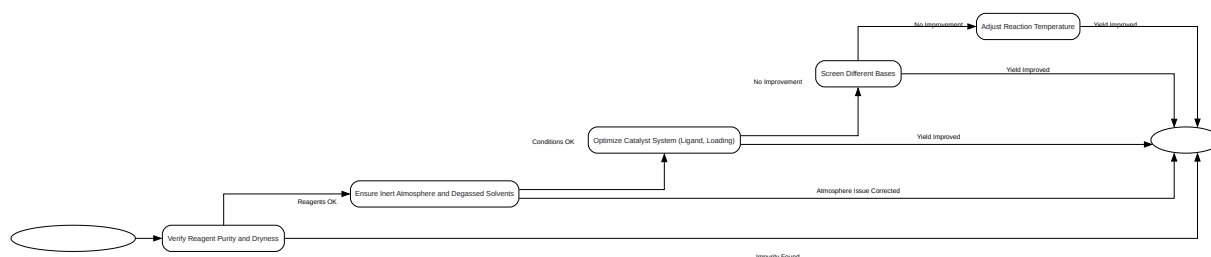 No Improvement
Adjust Reaction Temperature
Yield Improved
Screen Different Bases
Yield Improved
No Improvement
Optimize Catalyst System (Ligand, Loading)
Yield Improved
Conditions OK
Ensure Inert Atmosphere and Degassed Solvents
Atmosphere Issue Corrected
Reagents OK
Verify Reagent Purity and Dryness
Impurity Found